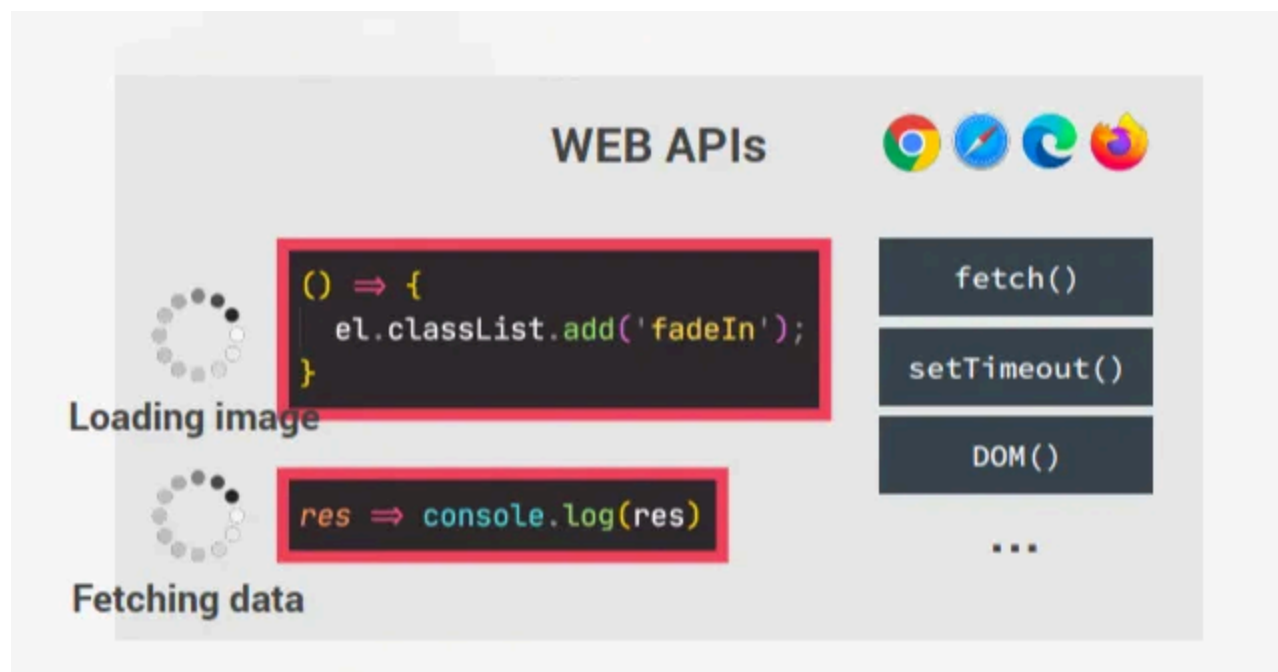 WEB APIs
() => {
el.classList.add('fadeIn');
}
Loading image
res => console.log(res)
Fetching data
fetch()
setTimeout()
DOM()
...